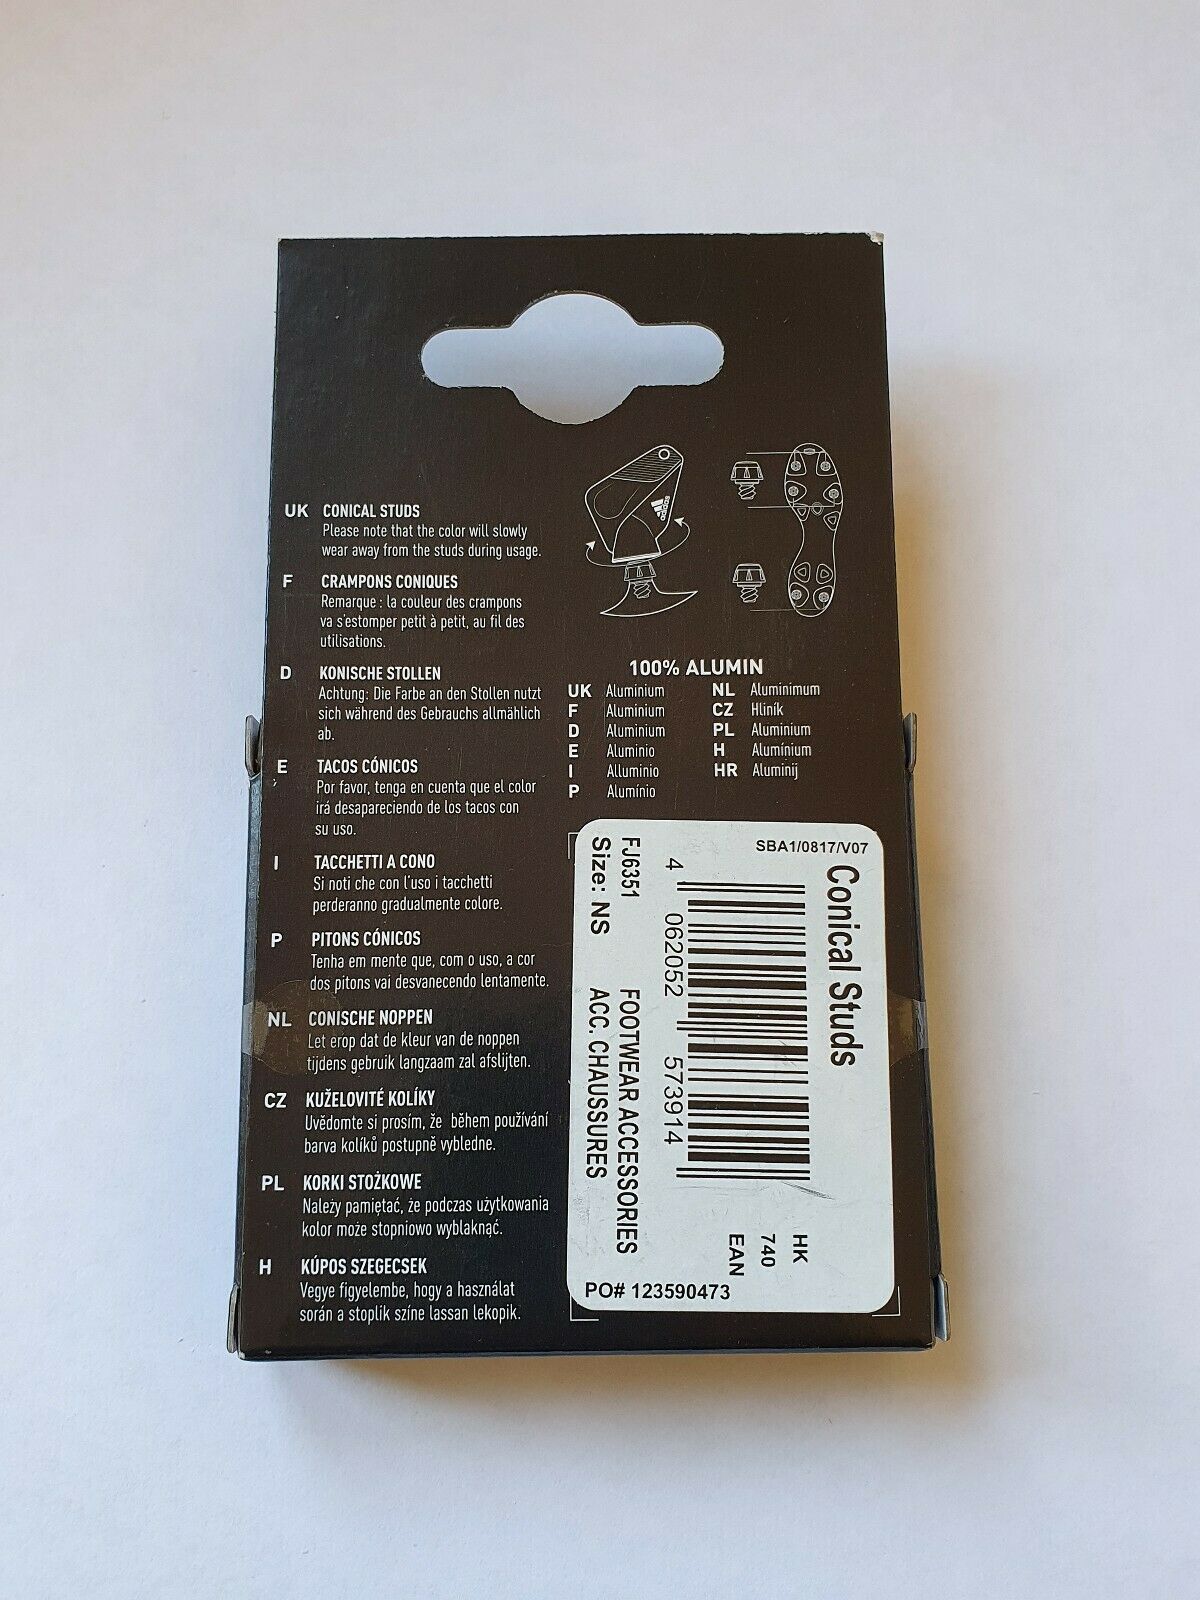 UK CONICAL STUDS
Please note that the color will slowly
wear away from the studs during usage.
F CRAMPONS CONIQUES
Remarque : la couleur des crampons
va s'estomper petit à petit, au fil des
utilisations.
D KONISCHE STOLLEN
Achtung: Die Farbe an den Stollen nutzt
sich während des Gebrauchs allmählich
ab.
E TACOS CÓNICOS
Por favor, tenga en cuenta que el color
irá desapareciendo de los tacos con
su uso.
I TACCHETTI A CONO
Si noti che con l'uso i tacchetti
perderanno gradualmente colore.
P PITONS CÓNICOS
Tenha em mente que, com o uso, a cor
dos pitons vai desvanecendo lentamente.
NL CONISCHE NOPPEN
Let erop dat de kleur van de noppen
tijdens gebruik langzaam zal afslijten.
CZ KUŽELOVITÉ KOLÍKY
Uvědomte si prosím, že během používání
barva kolíků postupně vybledne.
PL KORKI STOŻKOWE
Należy pamiętać, że podczas użytkowania
kolor może stopniowo wyblaknąć.
H KÚPOS SZEGECSEK
Vegye figyelembe, hogy a használat
során a stoplik színe lassan lekopik.
adidas
100% ALUMIN
UK Aluminium
F Aluminium
D Aluminium
E Aluminio
I Alluminio
P Alumínio
NL Aluminimum
CZ Hliník
PL Aluminium
H Alumínium
HR Aluminij
SBA1/0817/V07
Conical Studs
4 062052 573914
FJ6351 FOOTWEAR ACCESSORIES
Size: NS ACC. CHAUSSURES
HK
740
EAN
PO# 123590473